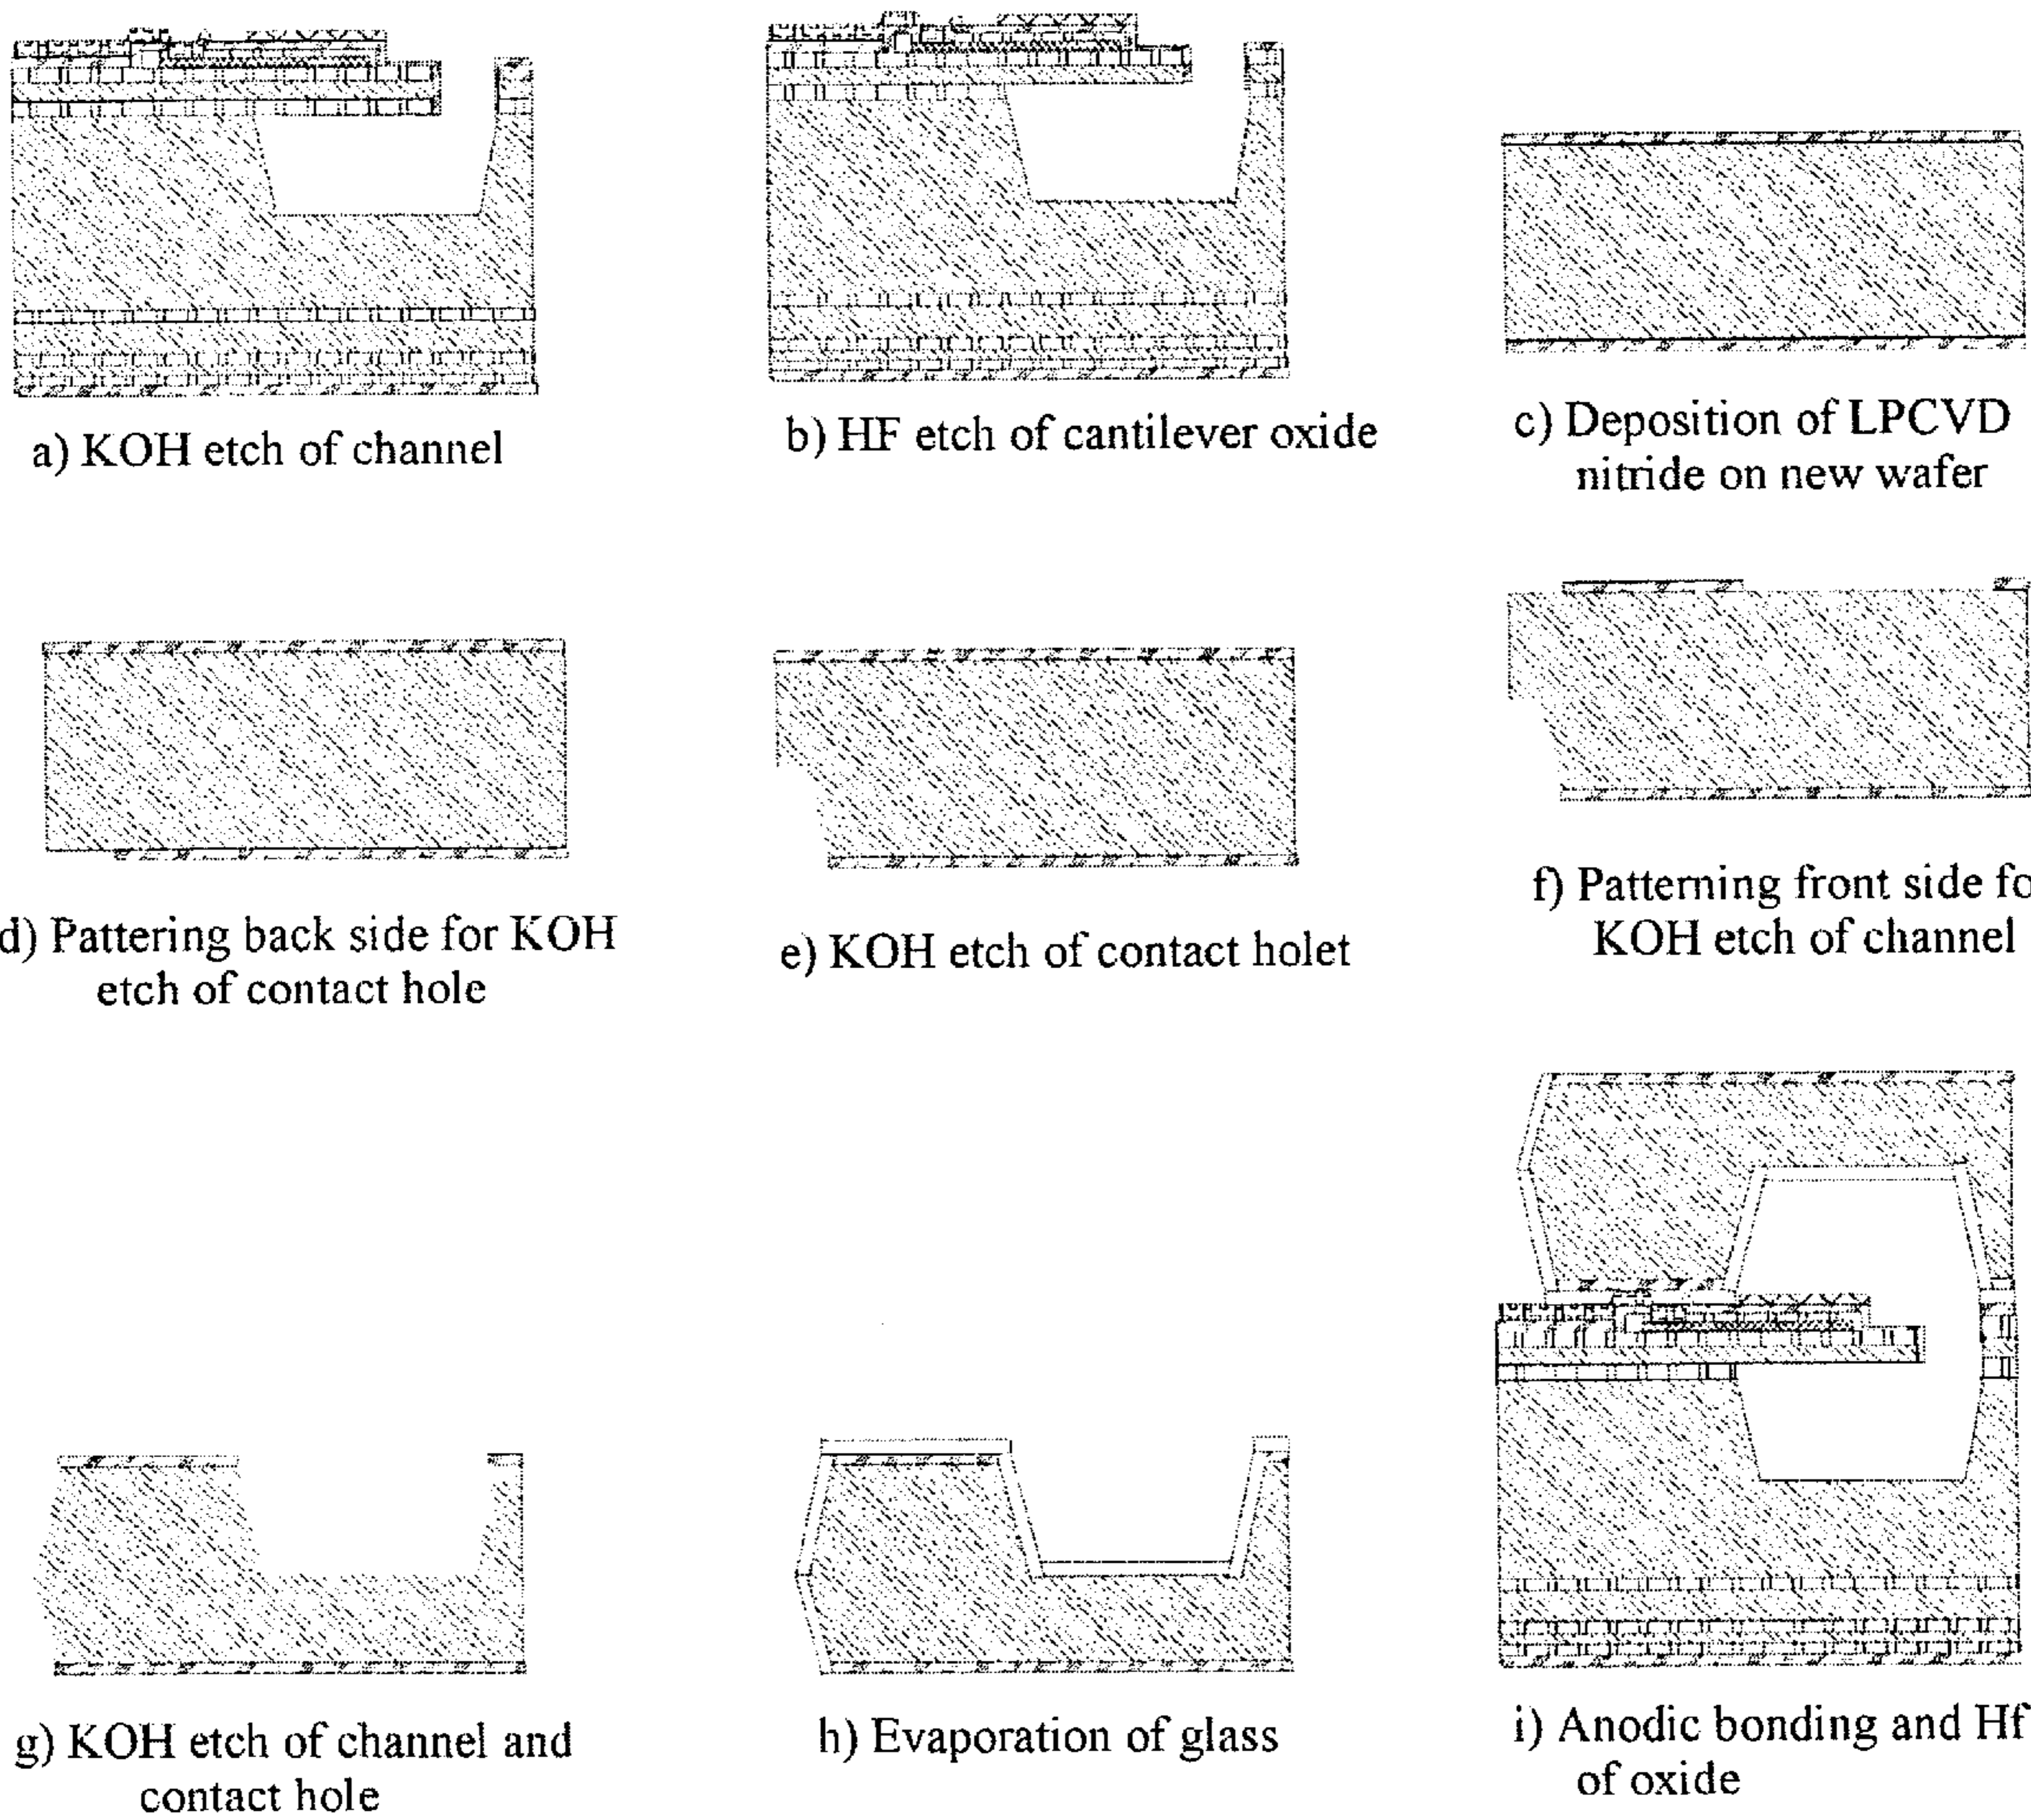 a) KOH etch of channel
b) HF etch of cantilever oxide
c) Deposition of LPCVD
nitride on new wafer
d) Pattering back side for KOH
etch of contact hole
e) KOH etch of contact holet
f) Patterning front side fo
KOH etch of channel
g) KOH etch of channel and
contact hole
h) Evaporation of glass
i) Anodic bonding and Hf
of oxide